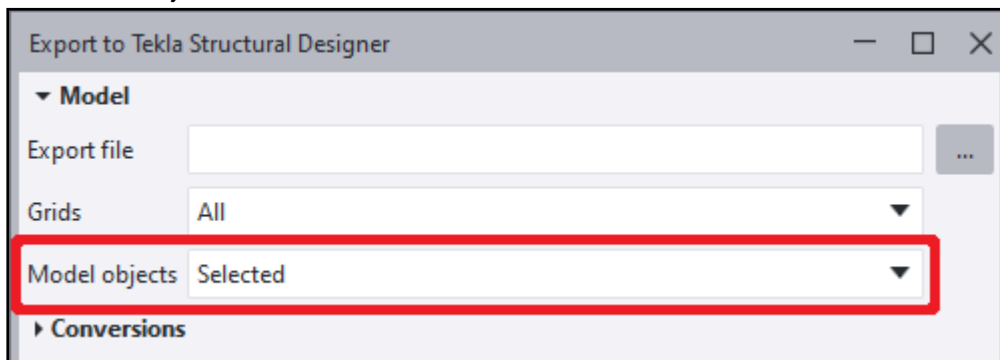 Export to Tekla Structural Designer
Model
Export file
...
Grids All
Model objects Selected
Conversions